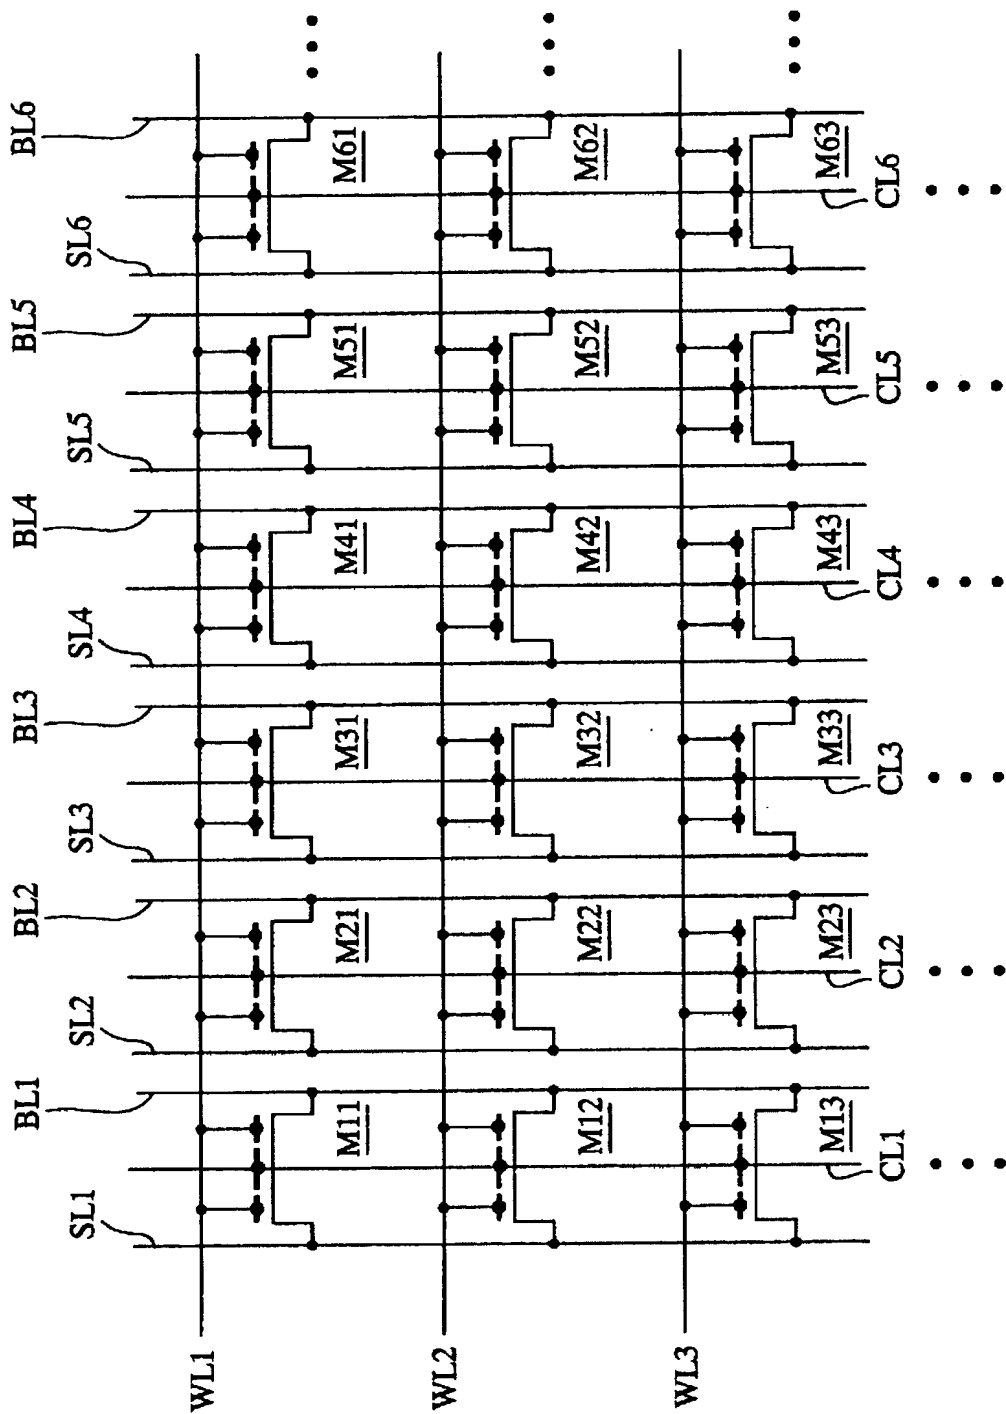 BL1 BL2 BL3 BL4 BL5 BL6
SL1 SL2 SL3 SL4 SL5 SL6
WL1
M11 M21 M31 M41 M51 M61
WL2
M12 M22 M32 M42 M52 M62
WL3
M13 M23 M33 M43 M53 M63
CL1 CL2 CL3 CL4 CL5 CL6